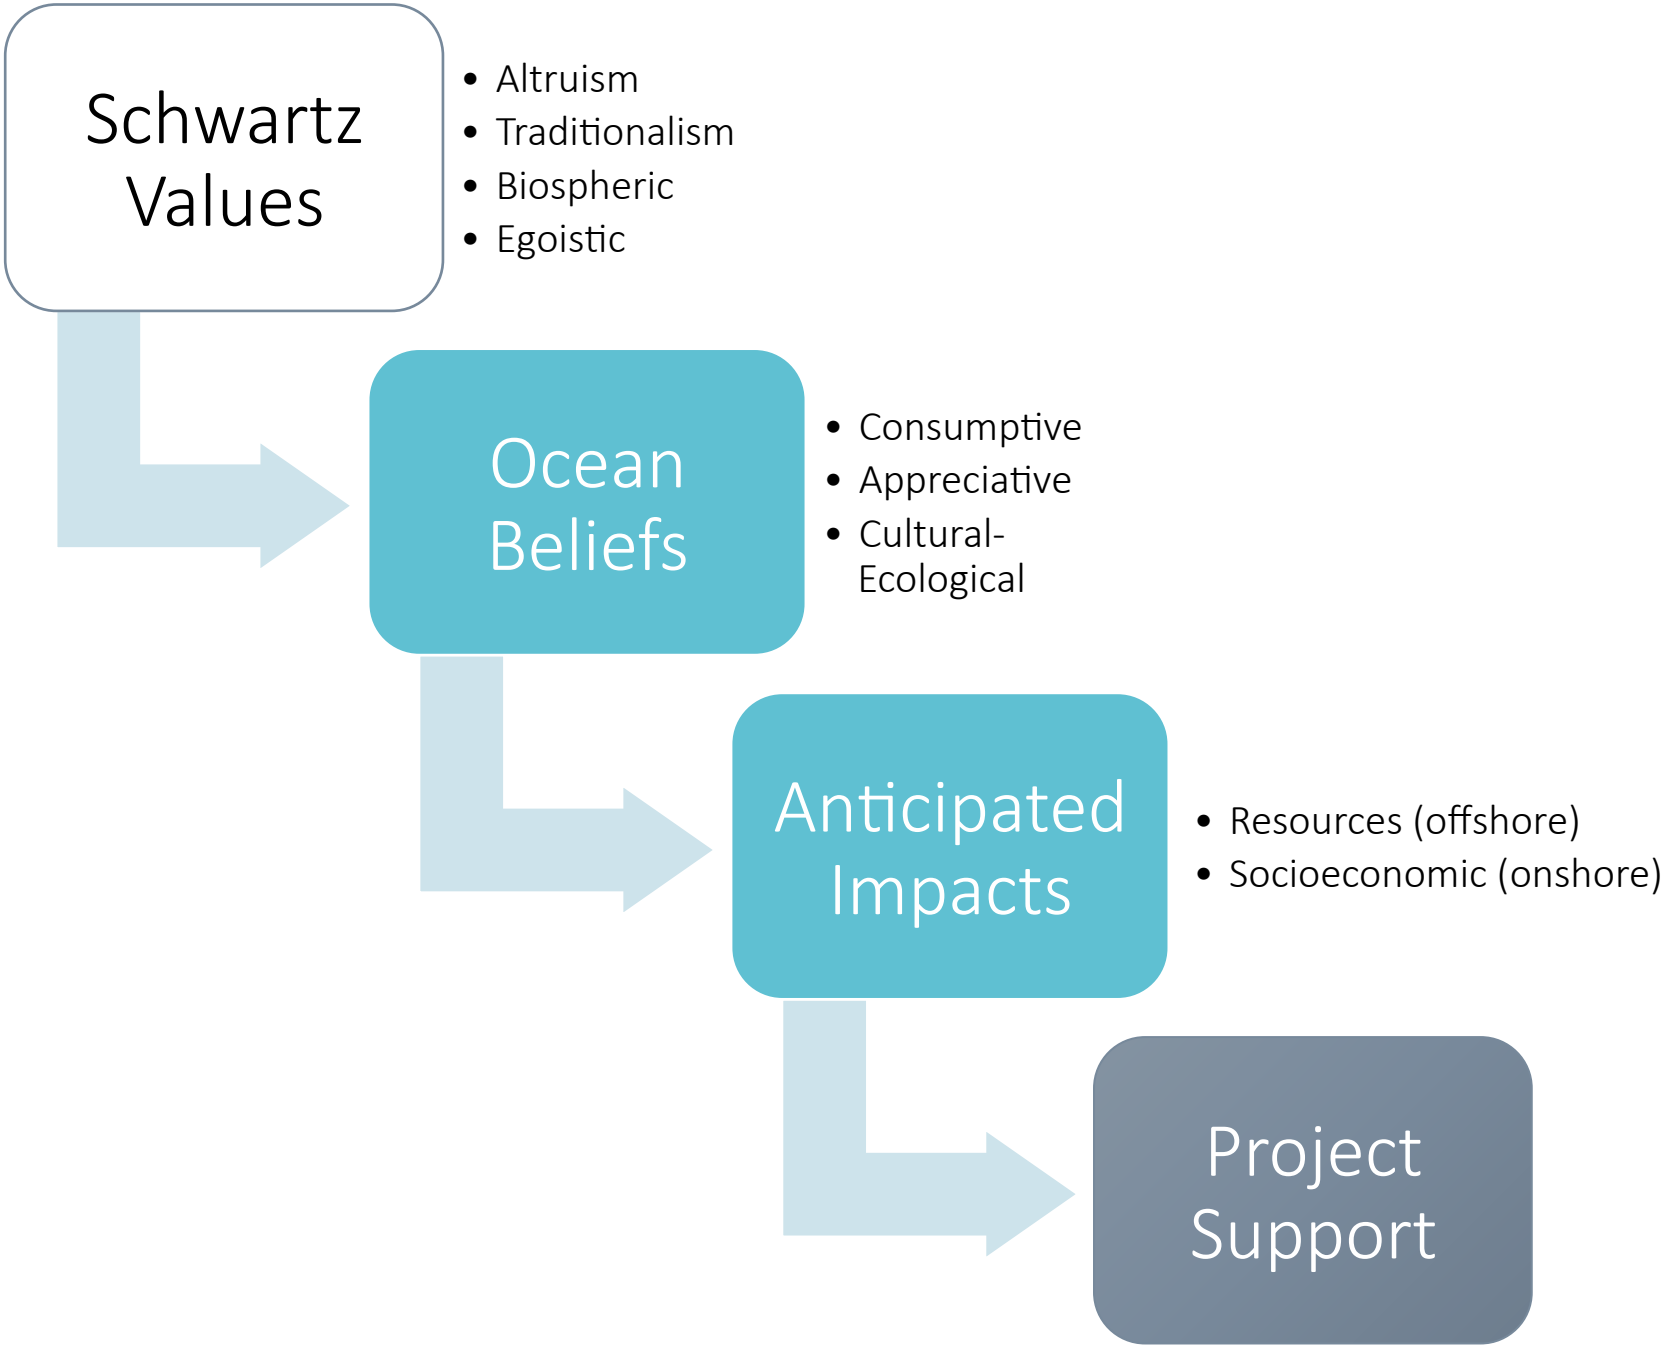 Schwartz
Values
• Altruism
• Traditionalism
• Biospheric
• Egoistic
Ocean
Beliefs
• Consumptive
• Appreciative
• Cultural-
Ecological
Anticipated
Impacts
• Resources (offshore)
• Socioeconomic (onshore)
Project
Support